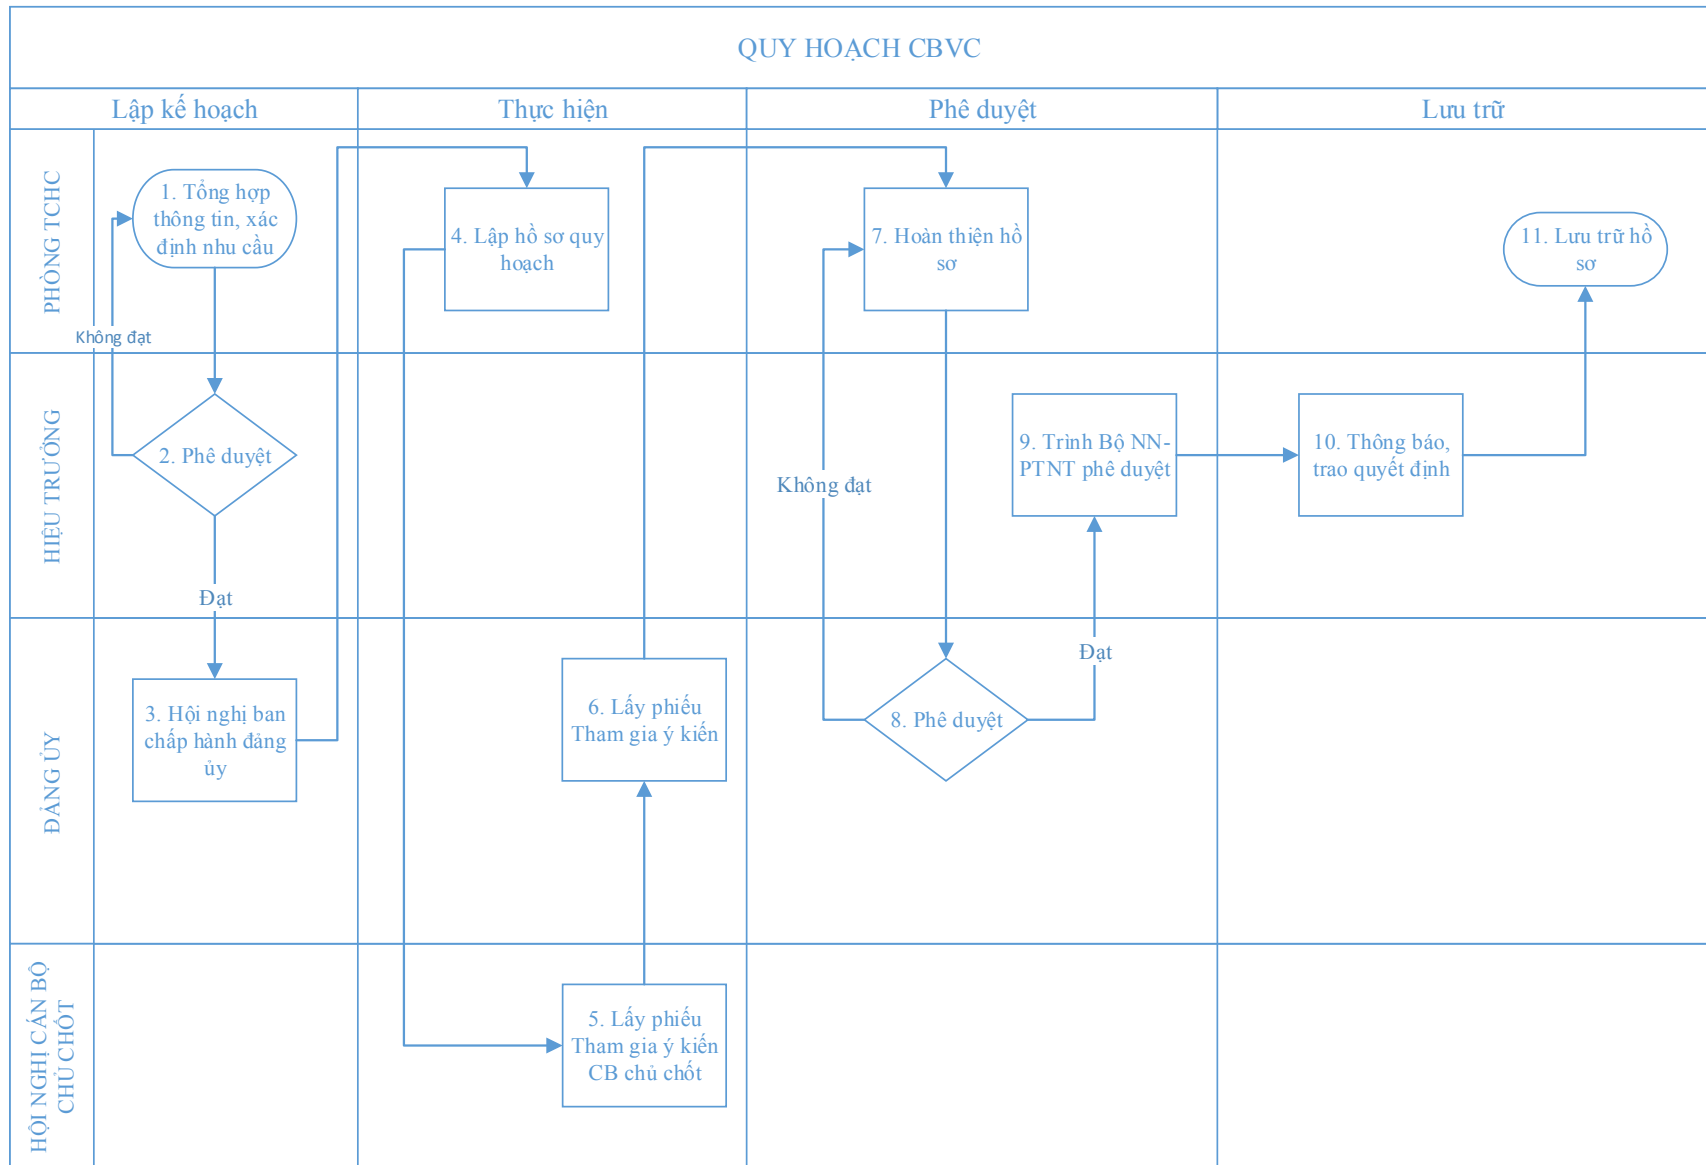 QUY HOẠCH CBVC
Lập kế hoạch
Thực hiện
Phê duyệt
Lưu trữ
PHÒNG TCHC
1. Tổng hợp
thông tin, xác
định nhu cầu
Không đạt
4. Lập hồ sơ quy
hoạch
7. Hoàn thiện hồ
sơ
11. Lưu trữ hồ
sơ
HIỆU TRƯỞNG
2. Phê duyệt
Đạt
Không đạt
9. Trình Bộ NN-
PTNT phê duyệt
10. Thông báo,
trao quyết định
ĐẢNG ỦY
3. Hội nghị ban
chấp hành đảng
ủy
6. Lấy phiếu
Tham gia ý kiến
8. Phê duyệt
Đạt
HỘI NGHỊ CÁN BỘ
CHỦ CHỐT
5. Lấy phiếu
Tham gia ý kiến
CB chủ chốt